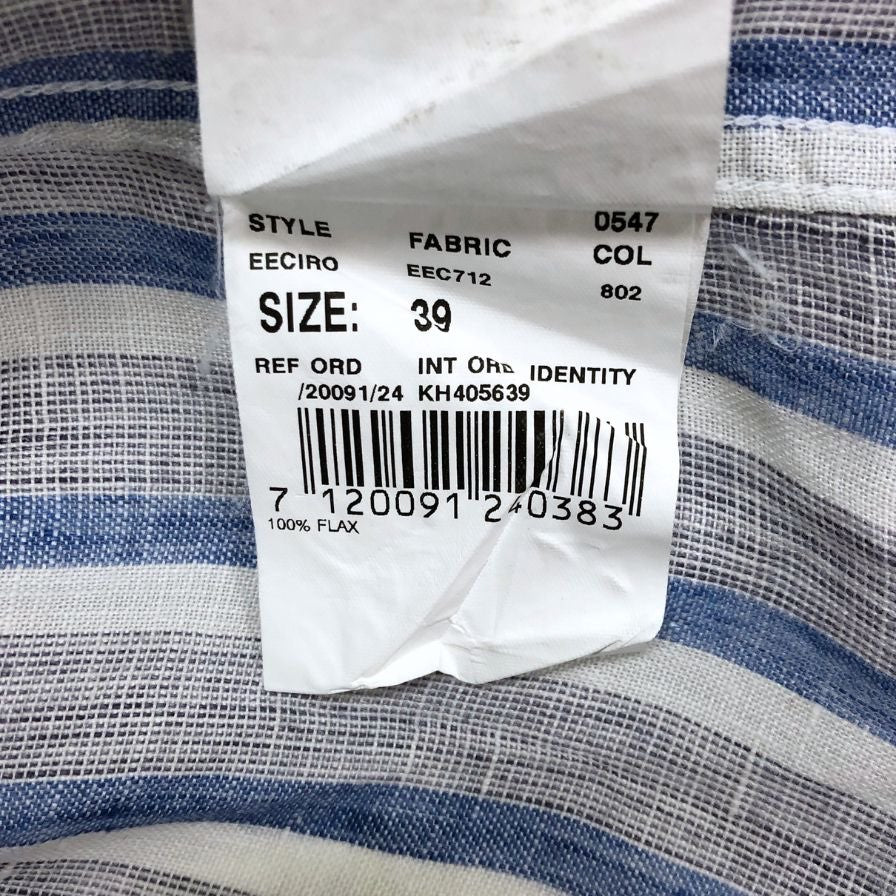 STYLE FABRIC 0547
EECIRO EEC712 COL
802
SIZE: 39
REF ORD INT ORD IDENTITY
/20091/24 KH405639
7 120091 240383
100% FLAX